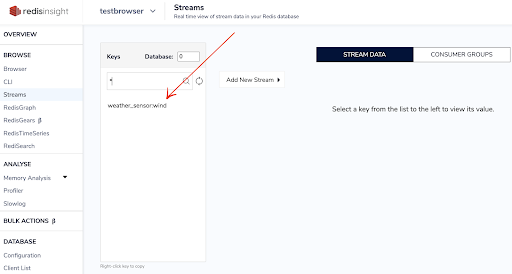 redisinsight
testbrowser
Streams
Real time view of stream data in your Redis database
OVERVIEW
BROWSE
Browser
CLI
Streams
RedisGraph
RedisGears β
RedisTimeSeries
RediSearch
ANALYSE
Memory Analysis
Profiler
Slowlog
BULK ACTIONS β
DATABASE
Configuration
Client List
Keys
Database: 0
*
weather_sensor:wind
Right-click key to copy
Add New Stream
STREAM DATA
CONSUMER GROUPS
Select a key from the list to the left to view its value.